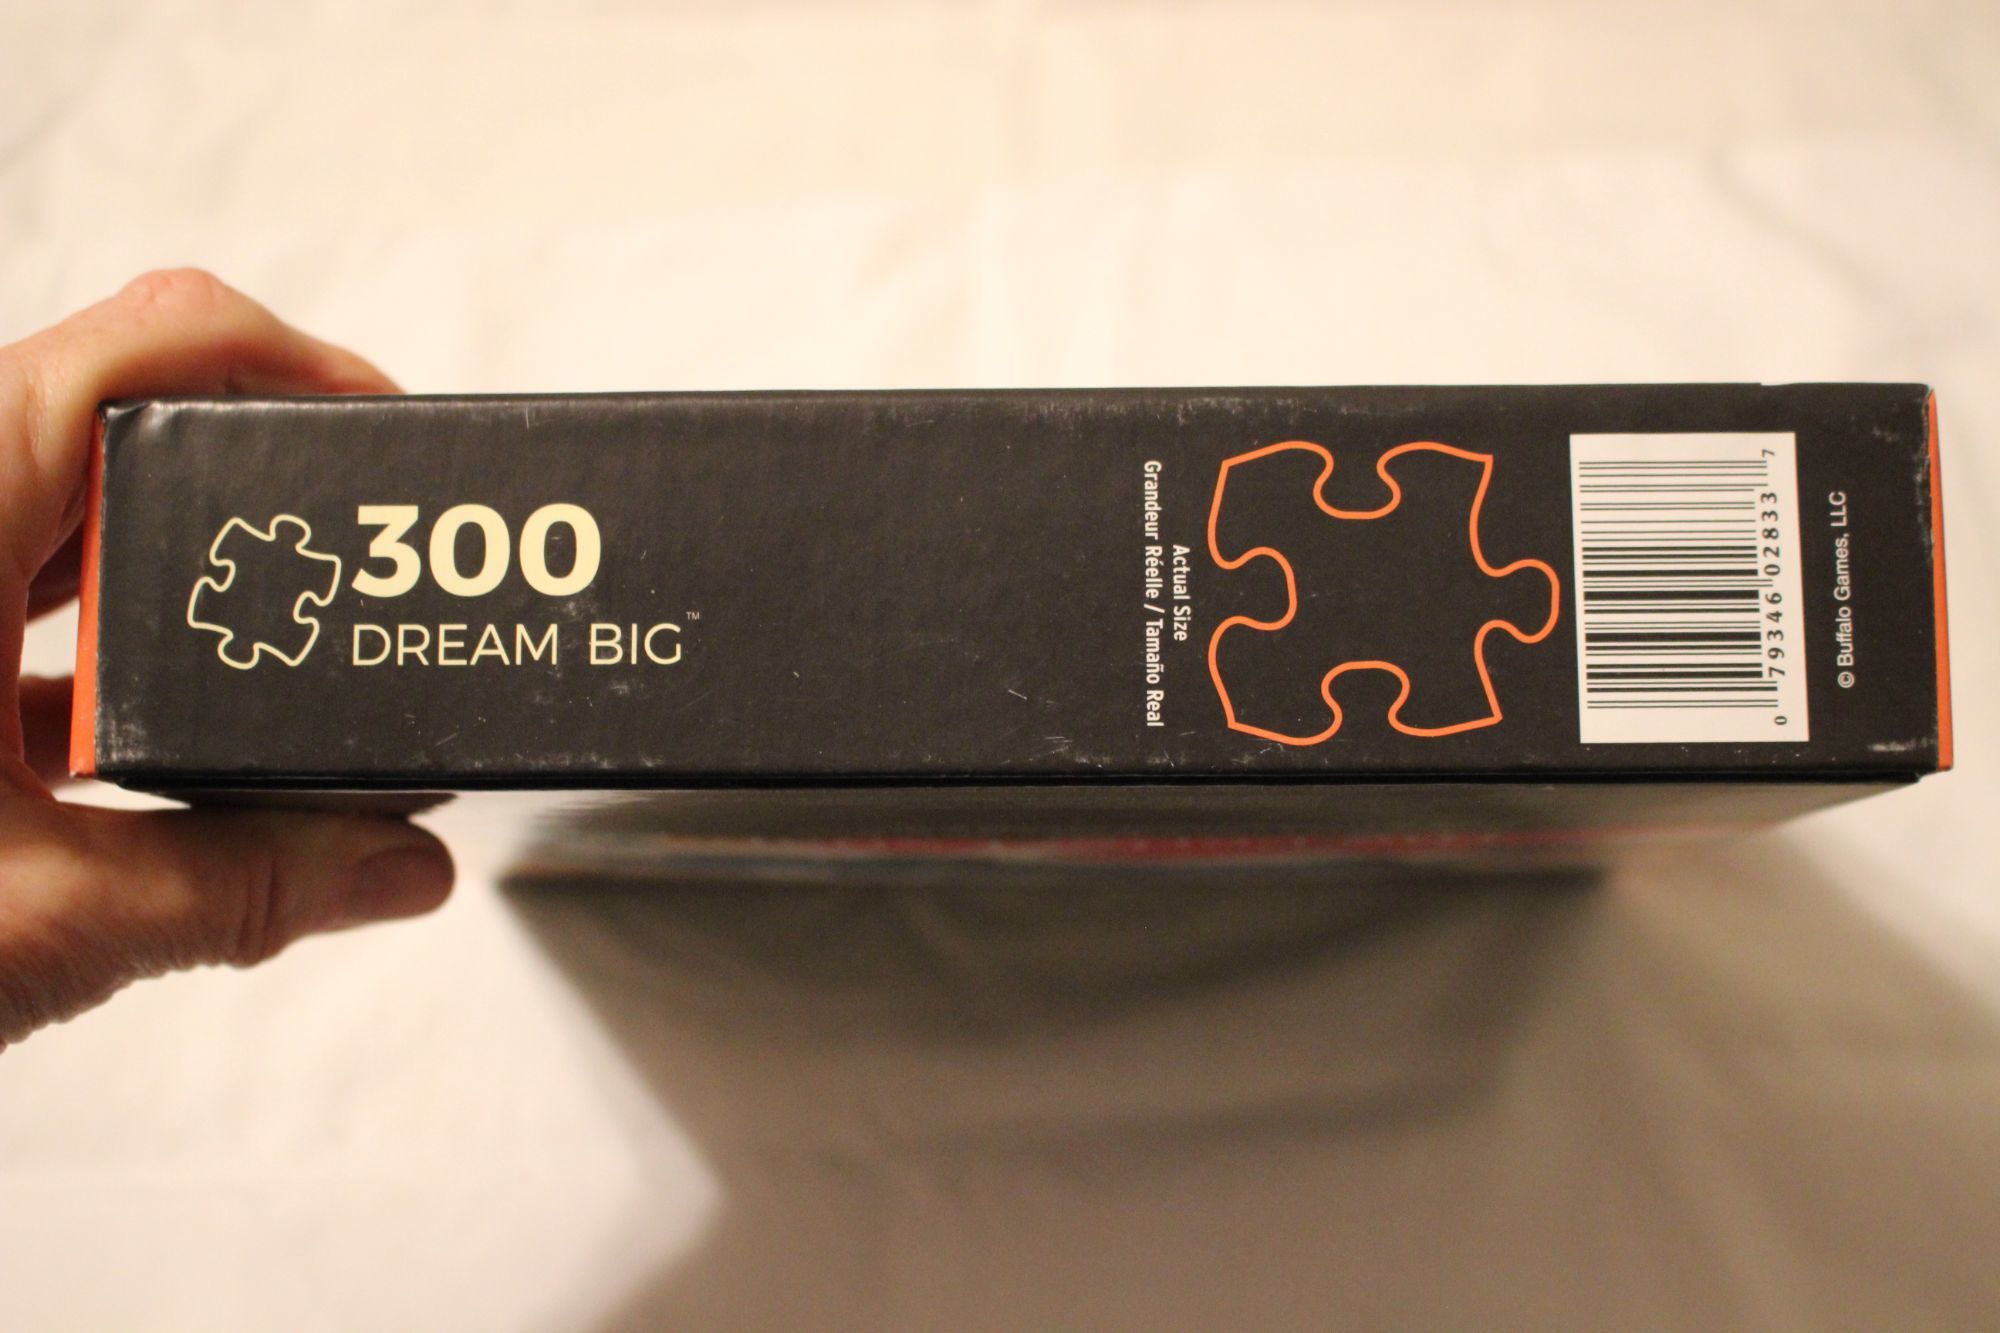 300
DREAM BIG™
Actual Size
Grandeur Réelle / Tamaño Real
0 79346 02833 7
© Buffalo Games, LLC